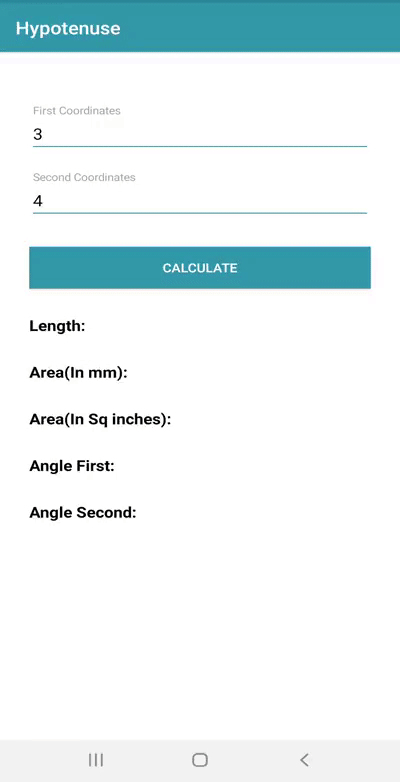 Hypotenuse
First Coordinates
3
Second Coordinates
4
CALCULATE
Length:
Area(In mm):
Area(In Sq inches):
Angle First:
Angle Second: